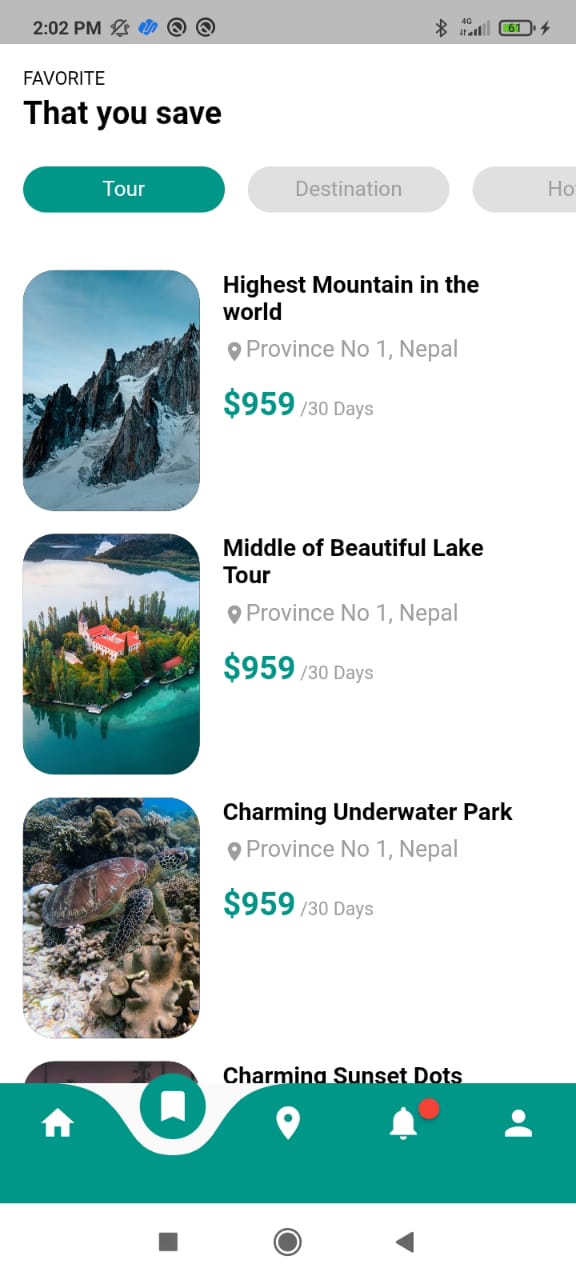 2:02 PM
4G
61
FAVORITE
That you save
Tour
Destination
Ho
Highest Mountain in the
world
Province No 1, Nepal
$959 /30 Days
Middle of Beautiful Lake
Tour
Province No 1, Nepal
$959 /30 Days
Charming Underwater Park
Province No 1, Nepal
$959 /30 Days
Charming Sunset Dots